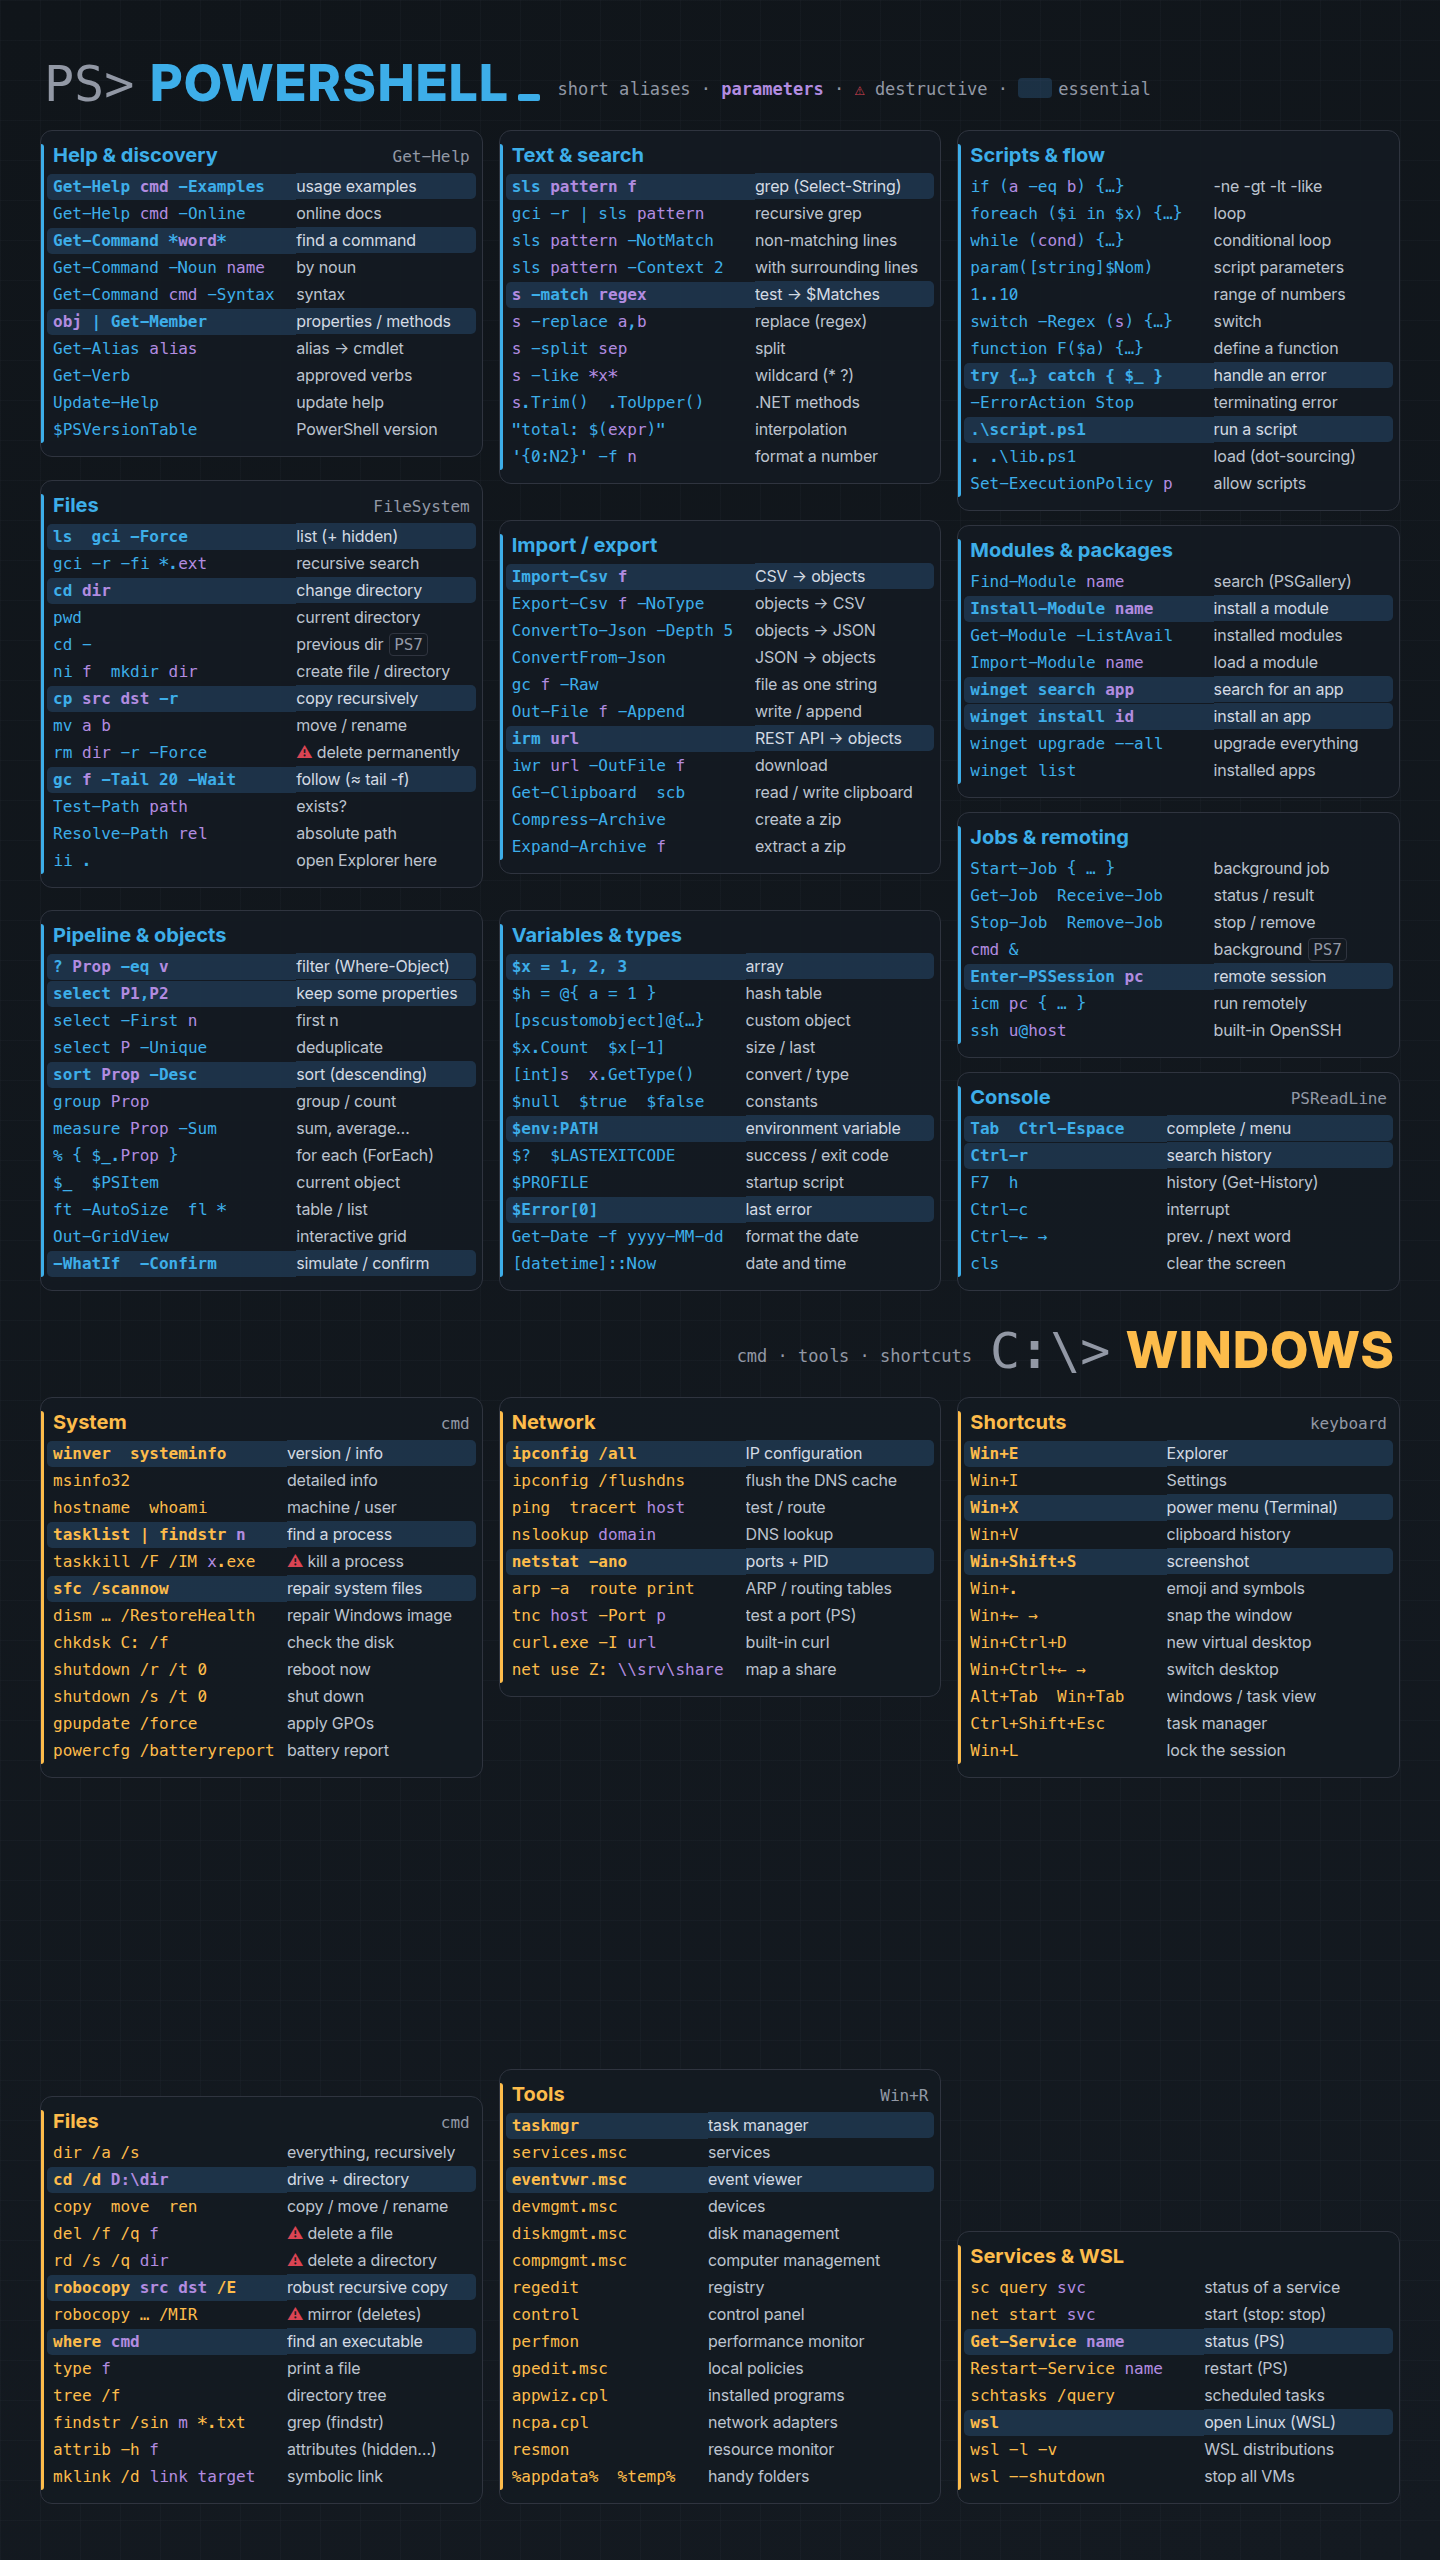 PS> POWERSHELL_ short aliases · parameters · ⚠ destructive · essential
Help & discovery Get-Help
Get-Help cmd -Examples usage examples
Get-Help cmd -Online online docs
Get-Command *word* find a command
Get-Command -Noun name by noun
Get-Command cmd -Syntax syntax
obj | Get-Member properties / methods
Get-Alias alias alias → cmdlet
Get-Verb approved verbs
Update-Help update help
$PSVersionTable PowerShell version
Files FileSystem
ls gci -Force list (+ hidden)
gci -r -fi *.ext recursive search
cd dir change directory
pwd current directory
cd - previous dir PS7
ni f mkdir dir create file / directory
cp src dst -r copy recursively
mv a b move / rename
rm dir -r -Force ⚠ delete permanently
gc f -Tail 20 -Wait follow (≈ tail -f)
Test-Path path exists?
Resolve-Path rel absolute path
ii . open Explorer here
Pipeline & objects
? Prop -eq v filter (Where-Object)
select P1,P2 keep some properties
select -First n first n
select P -Unique deduplicate
sort Prop -Desc sort (descending)
group Prop group / count
measure Prop -Sum sum, average…
% { $_.Prop } for each (ForEach)
$_ $PSItem current object
ft -AutoSize fl * table / list
Out-GridView interactive grid
-WhatIf -Confirm simulate / confirm
Text & search
sls pattern f grep (Select-String)
gci -r | sls pattern recursive grep
sls pattern -NotMatch non-matching lines
sls pattern -Context 2 with surrounding lines
s -match regex test → $Matches
s -replace a,b replace (regex)
s -split sep split
s -like *x* wildcard (* ?)
s.Trim() .ToUpper() .NET methods
"total: $(expr)" interpolation
'{0:N2}' -f n format a number
Import / export
Import-Csv f CSV → objects
Export-Csv f -NoType objects → CSV
ConvertTo-Json -Depth 5 objects → JSON
ConvertFrom-Json JSON → objects
gc f -Raw file as one string
Out-File f -Append write / append
irm url REST API → objects
iwr url -OutFile f download
Get-Clipboard scb read / write clipboard
Compress-Archive create a zip
Expand-Archive f extract a zip
Variables & types
$x = 1, 2, 3 array
$h = @{ a = 1 } hash table
[pscustomobject]@{…} custom object
$x.Count $x[-1] size / last
[int]s x.GetType() convert / type
$null $true $false constants
$env:PATH environment variable
$? $LASTEXITCODE success / exit code
$PROFILE startup script
$Error[0] last error
Get-Date -f yyyy-MM-dd format the date
[datetime]::Now date and time
Scripts & flow
if (a -eq b) {…} -ne -gt -lt -like
foreach ($i in $x) {…} loop
while (cond) {…} conditional loop
param([string]$Nom) script parameters
1..10 range of numbers
switch -Regex (s) {…} switch
function F($a) {…} define a function
try {…} catch { $_ } handle an error
-ErrorAction Stop terminating error
.\script.ps1 run a script
. .\lib.ps1 load (dot-sourcing)
Set-ExecutionPolicy p allow scripts
Modules & packages
Find-Module name search (PSGallery)
Install-Module name install a module
Get-Module -ListAvail installed modules
Import-Module name load a module
winget search app search for an app
winget install id install an app
winget upgrade --all upgrade everything
winget list installed apps
Jobs & remoting
Start-Job { … } background job
Get-Job Receive-Job status / result
Stop-Job Remove-Job stop / remove
cmd & background PS7
Enter-PSSession pc remote session
icm pc { … } run remotely
ssh u@host built-in OpenSSH
Console PSReadLine
Tab Ctrl-Espace complete / menu
Ctrl-r search history
F7 h history (Get-History)
Ctrl-c interrupt
Ctrl-← → prev. / next word
cls clear the screen
cmd · tools · shortcuts C:\> WINDOWS
System cmd
winver systeminfo version / info
msinfo32 detailed info
hostname whoami machine / user
tasklist | findstr n find a process
taskkill /F /IM x.exe ⚠ kill a process
sfc /scannow repair system files
dism … /RestoreHealth repair Windows image
chkdsk C: /f check the disk
shutdown /r /t 0 reboot now
shutdown /s /t 0 shut down
gpupdate /force apply GPOs
powercfg /batteryreport battery report
Files cmd
dir /a /s everything, recursively
cd /d D:\dir drive + directory
copy move ren copy / move / rename
del /f /q f ⚠ delete a file
rd /s /q dir ⚠ delete a directory
robocopy src dst /E robust recursive copy
robocopy … /MIR ⚠ mirror (deletes)
where cmd find an executable
type f print a file
tree /f directory tree
findstr /sin m *.txt grep (findstr)
attrib -h f attributes (hidden…)
mklink /d link target symbolic link
Network
ipconfig /all IP configuration
ipconfig /flushdns flush the DNS cache
ping tracert host test / route
nslookup domain DNS lookup
netstat -ano ports + PID
arp -a route print ARP / routing tables
tnc host -Port p test a port (PS)
curl.exe -I url built-in curl
net use Z: \\srv\share map a share
Tools Win+R
taskmgr task manager
services.msc services
eventvwr.msc event viewer
devmgmt.msc devices
diskmgmt.msc disk management
compmgmt.msc computer management
regedit registry
control control panel
perfmon performance monitor
gpedit.msc local policies
appwiz.cpl installed programs
ncpa.cpl network adapters
resmon resource monitor
%appdata% %temp% handy folders
Shortcuts keyboard
Win+E Explorer
Win+I Settings
Win+X power menu (Terminal)
Win+V clipboard history
Win+Shift+S screenshot
Win+. emoji and symbols
Win+← → snap the window
Win+Ctrl+D new virtual desktop
Win+Ctrl+← → switch desktop
Alt+Tab Win+Tab windows / task view
Ctrl+Shift+Esc task manager
Win+L lock the session
Services & WSL
sc query svc status of a service
net start svc start (stop: stop)
Get-Service name status (PS)
Restart-Service name restart (PS)
schtasks /query scheduled tasks
wsl open Linux (WSL)
wsl -l -v WSL distributions
wsl --shutdown stop all VMs